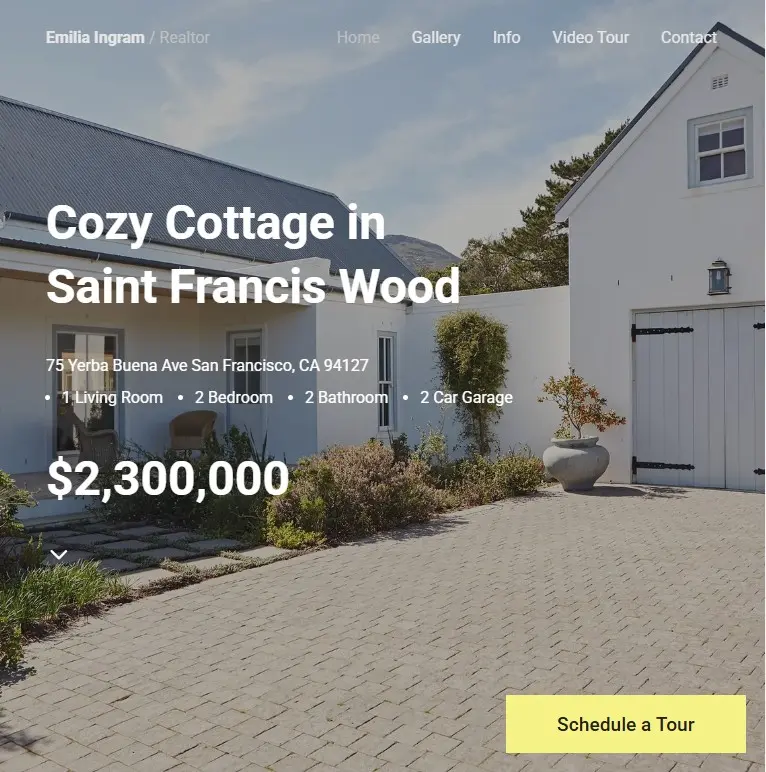 Emilia Ingram / Realtor
Home Gallery Info Video Tour Contact
Cozy Cottage in
Saint Francis Wood
75 Yerba Buena Ave San Francisco, CA 94127
• 1 Living Room • 2 Bedroom • 2 Bathroom • 2 Car Garage
$2,300,000
Schedule a Tour